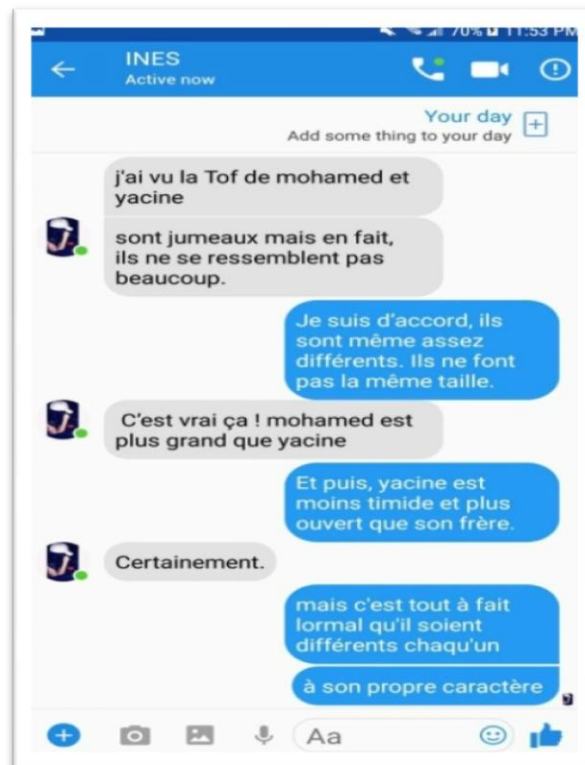 70% 11:53 PM
INES
Active now
Your day
Add some thing to your day
j'ai vu la Tof de mohamed et
yacine
sont jumeaux mais en fait,
ils ne se ressemblent pas
beaucoup.
Je suis d'accord, ils
sont même assez
différents. Ils ne font
pas la même taille.
C'est vrai ça ! mohamed est
plus grand que yacine
Et puis, yacine est
moins timide et plus
ouvert que son frère.
Certainement.
mais c'est tout à fait
lormal qu'il soient
différents chaqu'un
à son propre caractère
Aa